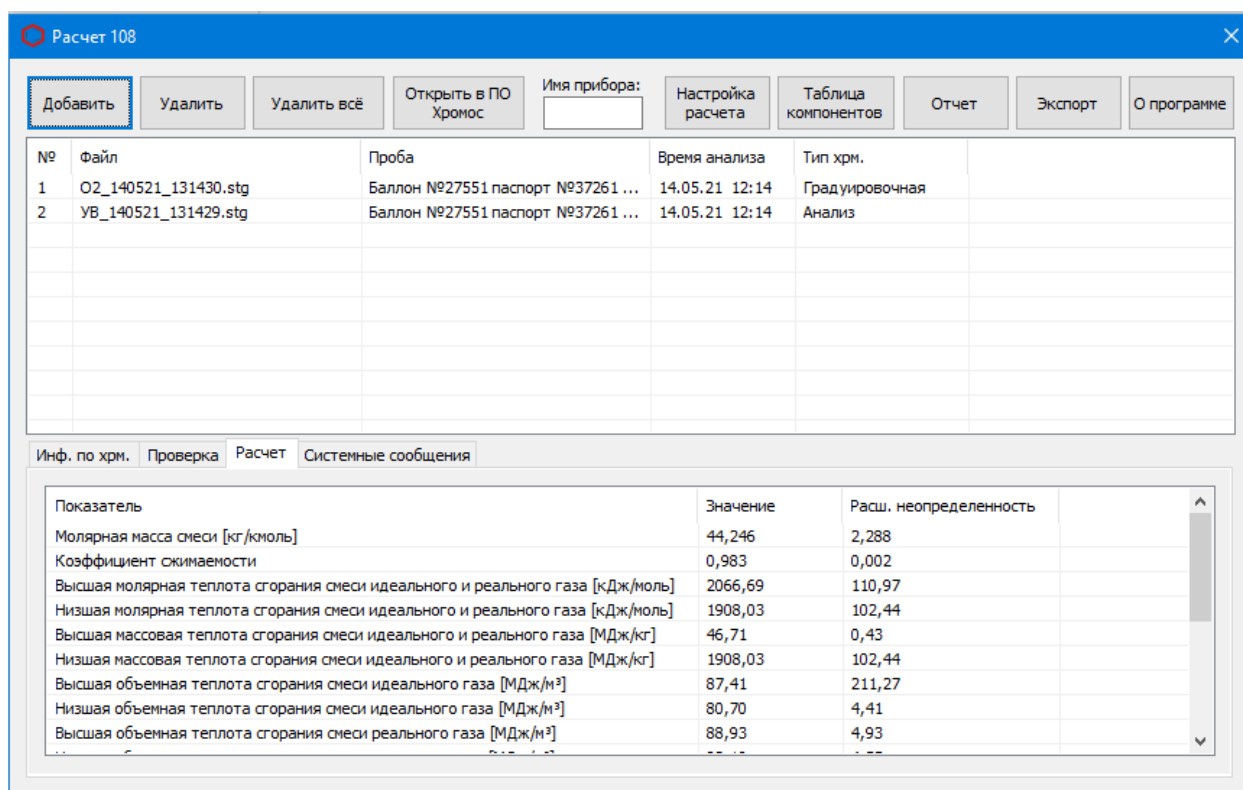 Расчет 108
Добавить Удалить Удалить всё Открыть в ПО Хромос Имя прибора: Настройка расчета Таблица компонентов Отчет Экспорт О программе
№ Файл Проба Время анализа Тип хрм.
1 O2_140521_131430.stg Баллон №27551 паспорт №37261 ... 14.05.21 12:14 Градуировочная
2 УВ_140521_131429.stg Баллон №27551 паспорт №37261 ... 14.05.21 12:14 Анализ
Инф. по хрм. Проверка Расчет Системные сообщения
Показатель Значение Расш. неопределенность
Молярная масса смеси [кг/кмоль] 44,246 2,288
Коэффициент сжимаемости 0,983 0,002
Высшая молярная теплота сгорания смеси идеального и реального газа [кДж/моль] 2066,69 110,97
Низшая молярная теплота сгорания смеси идеального и реального газа [кДж/моль] 1908,03 102,44
Высшая массовая теплота сгорания смеси идеального и реального газа [МДж/кг] 46,71 0,43
Низшая массовая теплота сгорания смеси идеального и реального газа [МДж/кг] 1908,03 102,44
Высшая объемная теплота сгорания смеси идеального газа [МДж/м³] 87,41 211,27
Низшая объемная теплота сгорания смеси идеального газа [МДж/м³] 80,70 4,41
Высшая объемная теплота сгорания смеси реального газа [МДж/м³] 88,93 4,93